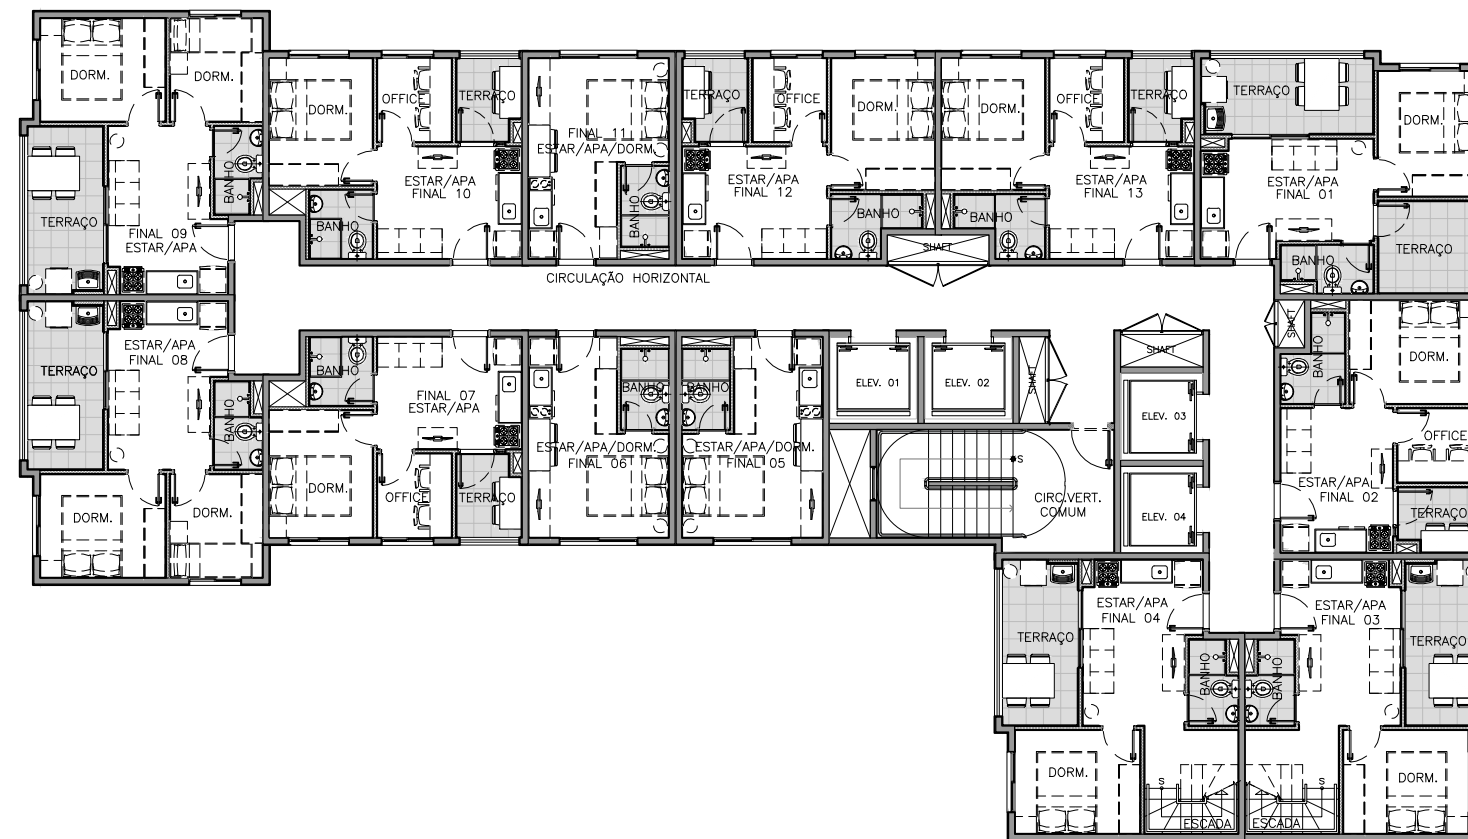 DORM.
DORM.
TERRAÇO
BANHO
FINAL 09
ESTAR/APA
DORM.
OFFICE
TERRAÇO
ESTAR/APA
FINAL 10
BANHO
FINAL 11
ESTAR/APA/DORM.
BANHO
TERRAÇO
OFFICE
DORM.
ESTAR/APA
FINAL 12
BANHO
SHAFT
DORM.
OFFICE
TERRAÇO
ESTAR/APA
FINAL 13
BANHO
TERRAÇO
ESTAR/APA
FINAL 01
DORM.
TERRAÇO
BANHO
CIRCULAÇÃO HORIZONTAL
ESTAR/APA
FINAL 08
TERRAÇO
BANHO
DORM.
DORM.
BANHO
FINAL 07
ESTAR/APA
DORM.
OFFICE
TERRAÇO
BANHO
ESTAR/APA/DORM.
FINAL 06
BANHO
ESTAR/APA/DORM.
FINAL 05
ELEV. 01
ELEV. 02
SHAFT
SHAFT
ELEV. 03
ELEV. 04
S
CIRC.VERT.
COMUM
SHAFT
BANHO
DORM.
OFFICE
ESTAR/APA
FINAL 02
TERRAÇO
ESTAR/APA
FINAL 04
TERRAÇO
BANHO
DORM.
S
ESCADA
ESTAR/APA
FINAL 03
TERRAÇO
BANHO
DORM.
S
ESCADA